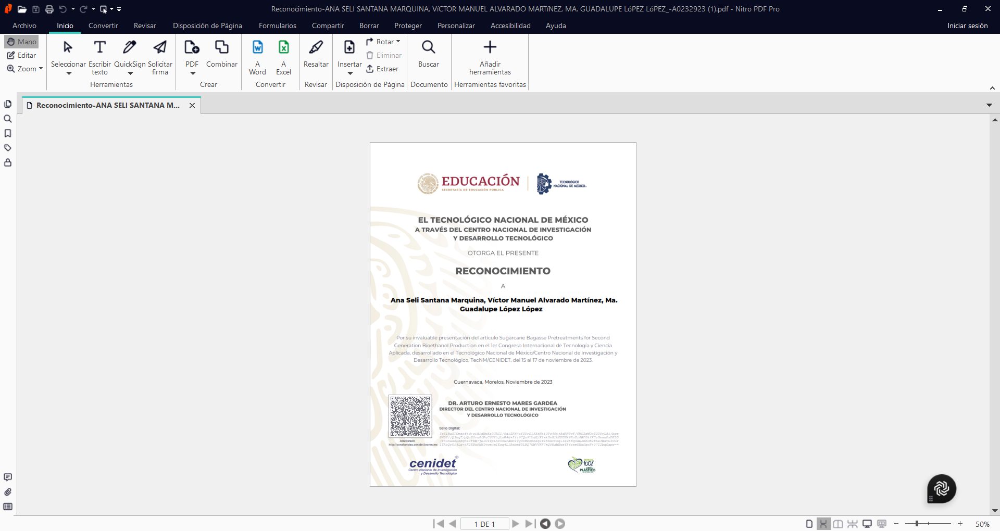 Reconocimiento-ANA SELI SANTANA MARQUINA, VíCTOR MANUEL ALVARADO MARTíNEZ, MA. GUADALUPE LóPEZ LóPEZ_-A0232923 (1).pdf - Nitro PDF Pro
Archivo Inicio Convertir Revisar Disposición de Página Formularios Compartir Borrar Proteger Personalizar Accesibilidad Ayuda Iniciar sesión
Mano
Editar
Zoom
Seleccionar
Escribir
texto
QuickSign
Solicitar
firma
Herramientas
PDF
Combinar
Crear
A
Word
A
Excel
Convertir
Resaltar
Revisar
Insertar
Rotar
Eliminar
Extraer
Disposición de Página
Buscar
Documento
Añadir
herramientas
Herramientas favoritas
Reconocimiento-ANA SELI SANTANA M...
EDUCACIÓN
SECRETARÍA DE EDUCACIÓN PÚBLICA
TECNOLÓGICO
NACIONAL DE MÉXICO
EL TECNOLÓGICO NACIONAL DE MÉXICO
A TRAVÉS DEL CENTRO NACIONAL DE INVESTIGACIÓN
Y DESARROLLO TECNOLÓGICO
OTORGA EL PRESENTE
RECONOCIMIENTO
A
Ana Seli Santana Marquina, Víctor Manuel Alvarado Martínez, Ma.
Guadalupe López López
Por su invaluable presentación del artículo Sugarcane Bagasse Pretreatments for Second
Generation Bioethanol Production en el 1er Congreso Internacional de Tecnología y Ciencia
Aplicada, desarrollado en el Tecnológico Nacional de México/Centro Nacional de Investigación y
Desarrollo Tecnológico, TecNM/CENIDET, del 15 al 17 de noviembre de 2023.
Cuernavaca, Morelos, Noviembre de 2023
DR. ARTURO ERNESTO MARES GARDEA
DIRECTOR DEL CENTRO NACIONAL DE INVESTIGACIÓN
Y DESARROLLO TECNOLÓGICO
Sello Digital:
A0232923
http://constancias.cenidet.tecnm.mx
cenidet®
Centro Nacional de Investigación
y Desarrollo Tecnológico
ESPACIO
100%
LIBRE DE
PLÁSTICO
1 DE 1
50%